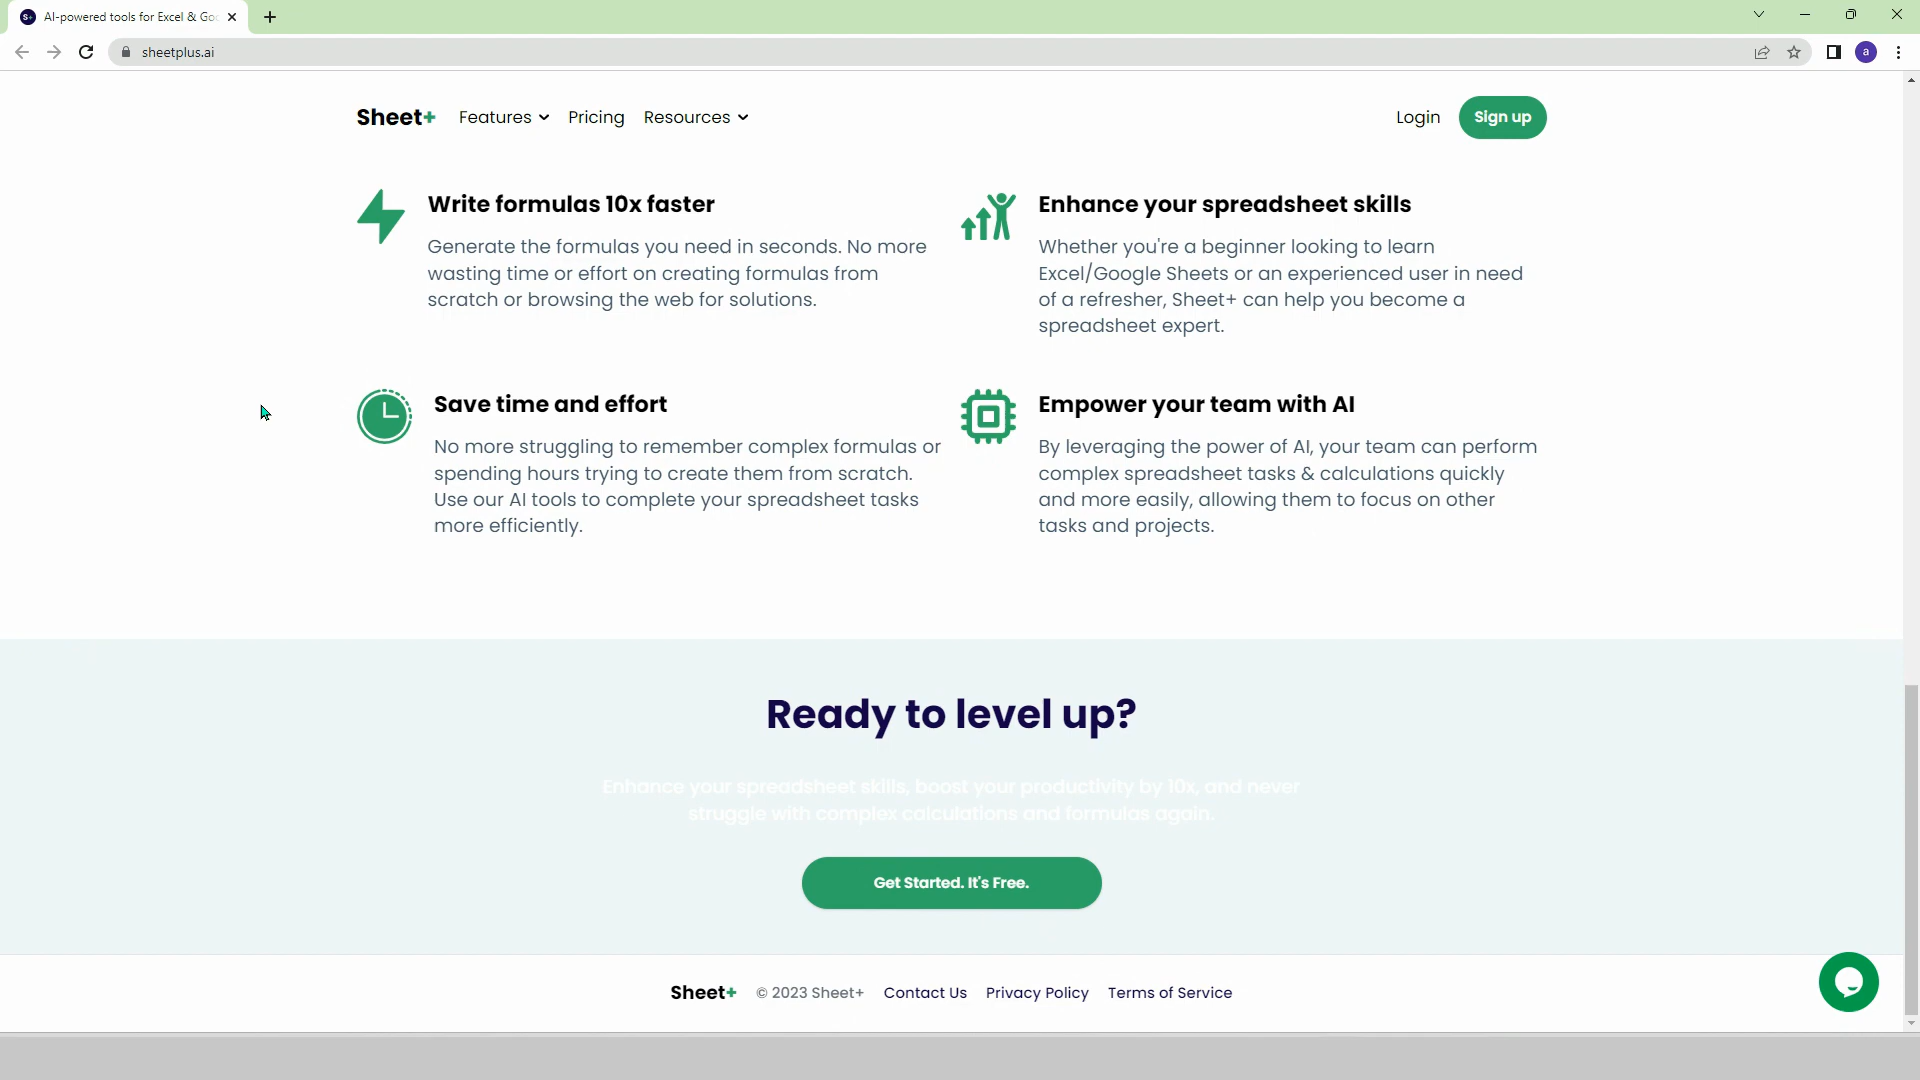 AI-powered tools for Excel & Goo
sheetplus.ai
a
Sheet+ Features Pricing Resources Login Sign up
Write formulas 10x faster
Generate the formulas you need in seconds. No more
wasting time or effort on creating formulas from
scratch or browsing the web for solutions.
Enhance your spreadsheet skills
Whether you're a beginner looking to learn
Excel/Google Sheets or an experienced user in need
of a refresher, Sheet+ can help you become a
spreadsheet expert.
Save time and effort
No more struggling to remember complex formulas or
spending hours trying to create them from scratch.
Use our AI tools to complete your spreadsheet tasks
more efficiently.
Empower your team with AI
By leveraging the power of AI, your team can perform
complex spreadsheet tasks & calculations quickly
and more easily, allowing them to focus on other
tasks and projects.
Ready to level up?
Enhance your spreadsheet skills, boost your productivity by 10x, and never
struggle with complex calculations and formulas again.
Get Started. It's Free.
Sheet+ © 2023 Sheet+ Contact Us Privacy Policy Terms of Service